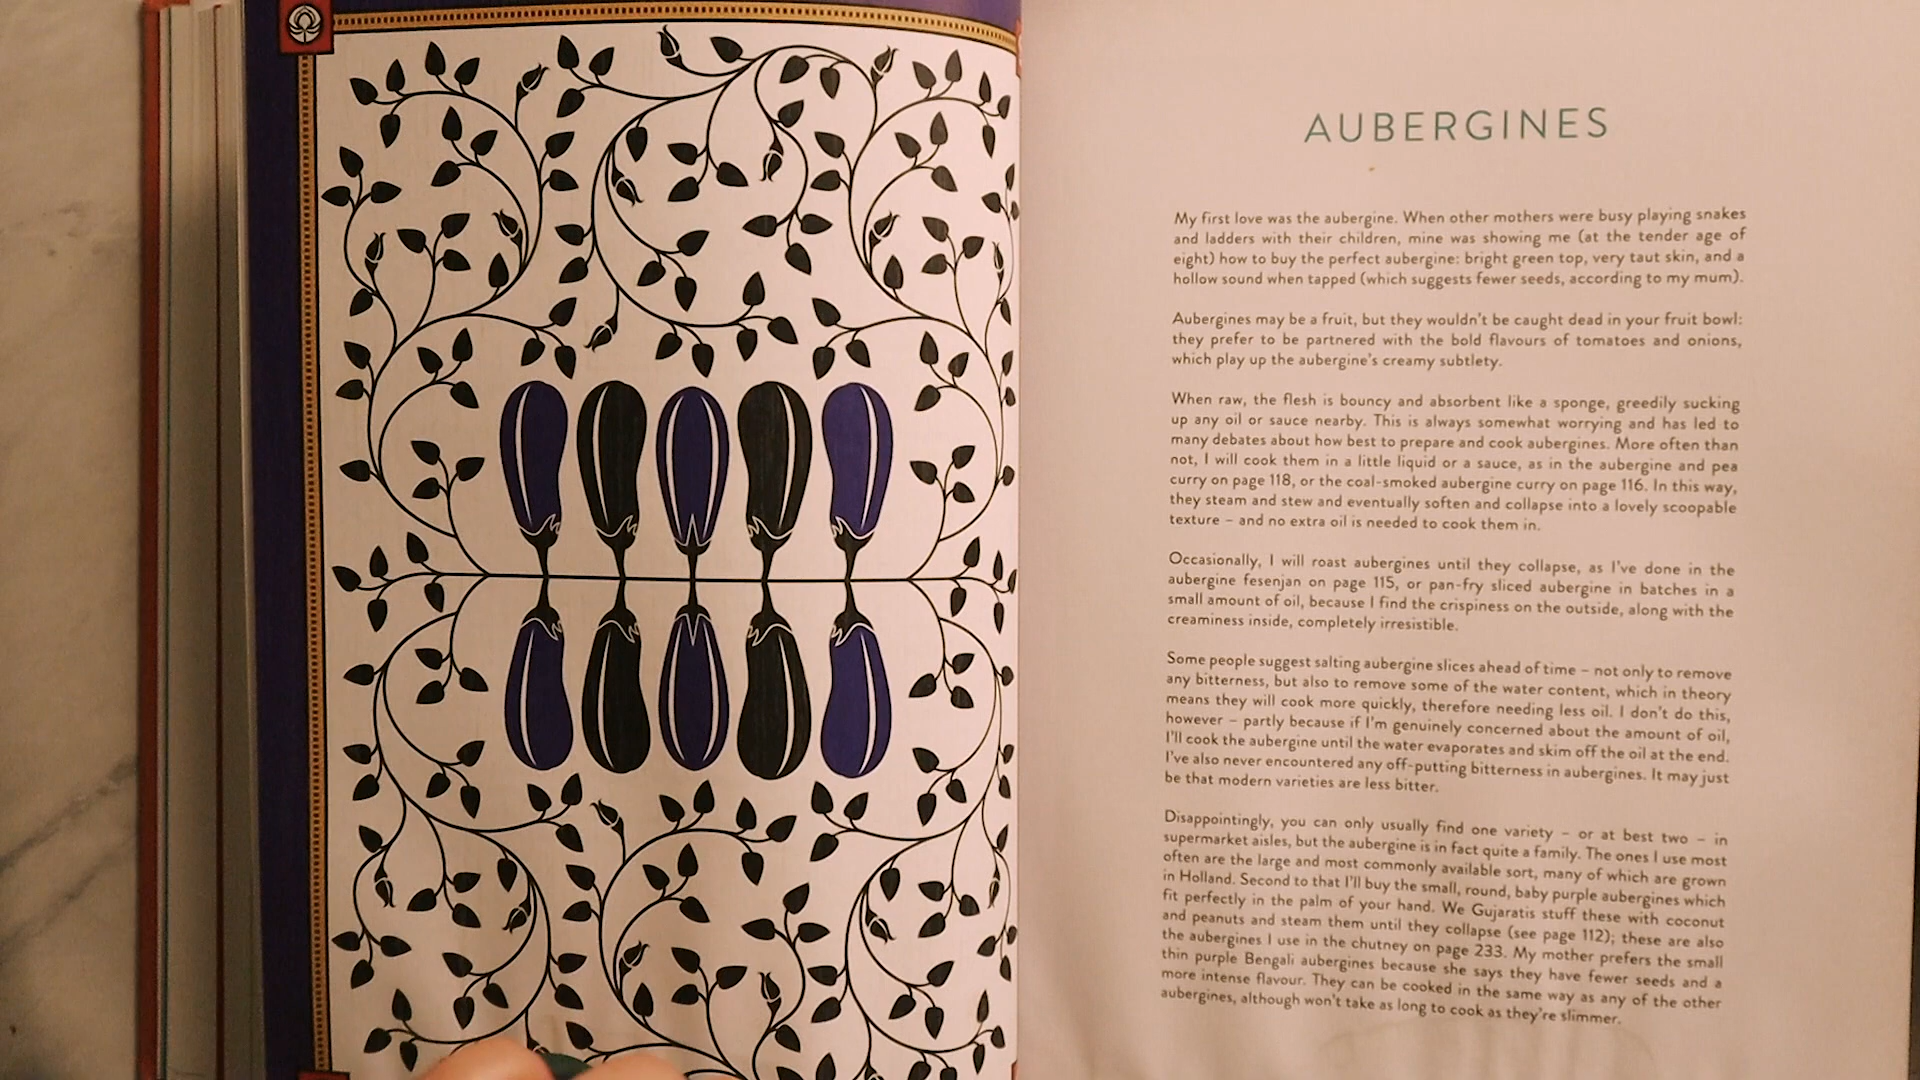 AUBERGINES
My first love was the aubergine. When other mothers were busy playing snakes
and ladders with their children, mine was showing me (at the tender age of
eight) how to buy the perfect aubergine: bright green top, very taut skin, and a
hollow sound when tapped (which suggests fewer seeds, according to my mum).
Aubergines may be a fruit, but they wouldn't be caught dead in your fruit bowl:
they prefer to be partnered with the bold flavours of tomatoes and onions,
which play up the aubergine's creamy subtlety.
When raw, the flesh is bouncy and absorbent like a sponge, greedily sucking
up any oil or sauce nearby. This is always somewhat worrying and has led to
many debates about how best to prepare and cook aubergines. More often than
not, I will cook them in a little liquid or a sauce, as in the aubergine and pea
curry on page 118, or the coal-smoked aubergine curry on page 116. In this way,
they steam and stew and eventually soften and collapse into a lovely scoopable
texture – and no extra oil is needed to cook them in.
Occasionally, I will roast aubergines until they collapse, as I've done in the
aubergine fesenjan on page 115, or pan-fry sliced aubergine in batches in a
small amount of oil, because I find the crispiness on the outside, along with the
creaminess inside, completely irresistible.
Some people suggest salting aubergine slices ahead of time – not only to remove
any bitterness, but also to remove some of the water content, which in theory
means they will cook more quickly, therefore needing less oil. I don't do this,
however – partly because if I'm genuinely concerned about the amount of oil,
I'll cook the aubergine until the water evaporates and skim off the oil at the end.
I've also never encountered any off-putting bitterness in aubergines. It may just
be that modern varieties are less bitter.
Disappointingly, you can only usually find one variety – or at best two – in
supermarket aisles, but the aubergine is in fact quite a family. The ones I use most
often are the large and most commonly available sort, many of which are grown
in Holland. Second to that I'll buy the small, round, baby purple aubergines which
fit perfectly in the palm of your hand. We Gujaratis stuff these with coconut
and peanuts and steam them until they collapse (see page 112); these are also
the aubergines I use in the chutney on page 233. My mother prefers the small
thin purple Bengali aubergines because she says they have fewer seeds and a
more intense flavour. They can be cooked in the same way as any of the other
aubergines, although won't take as long to cook as they're slimmer.